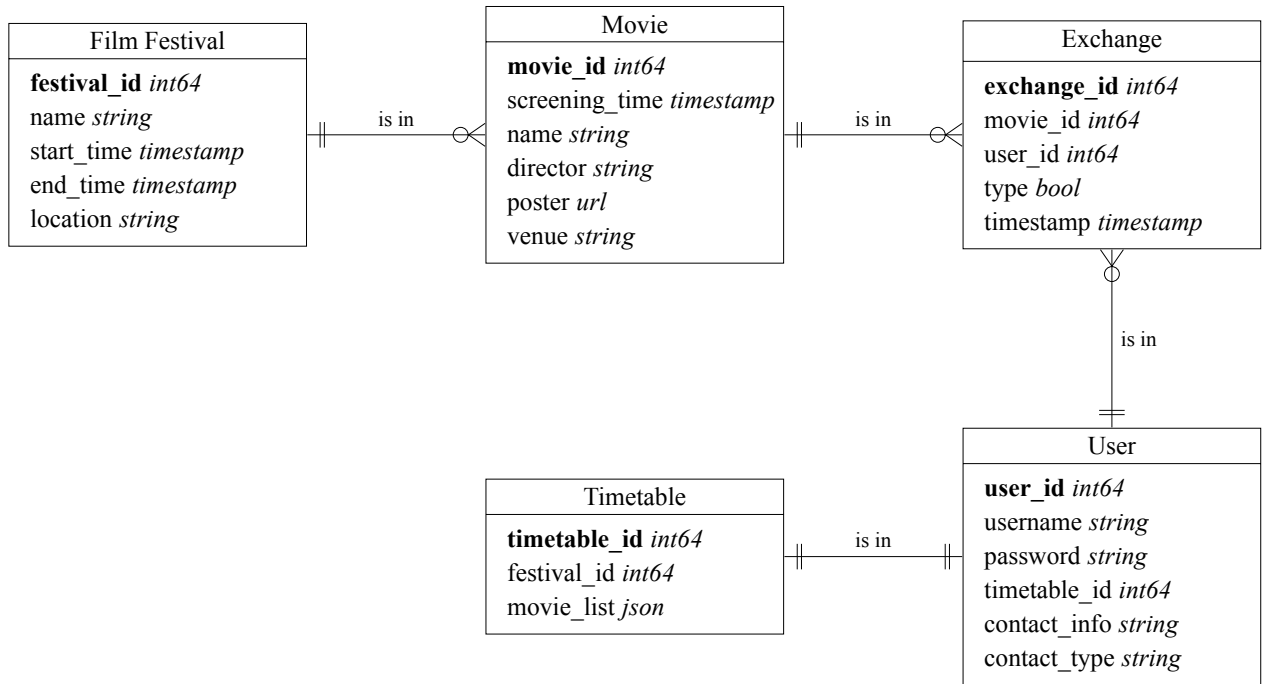 Film Festival
festival_id int64
name string
start_time timestamp
end_time timestamp
location string
is in
Movie
movie_id int64
screening_time timestamp
name string
director string
poster url
venue string
is in
Exchange
exchange_id int64
movie_id int64
user_id int64
type bool
timestamp timestamp
is in
Timetable
timetable_id int64
festival_id int64
movie_list json
is in
User
user_id int64
username string
password string
timetable_id int64
contact_info string
contact_type string